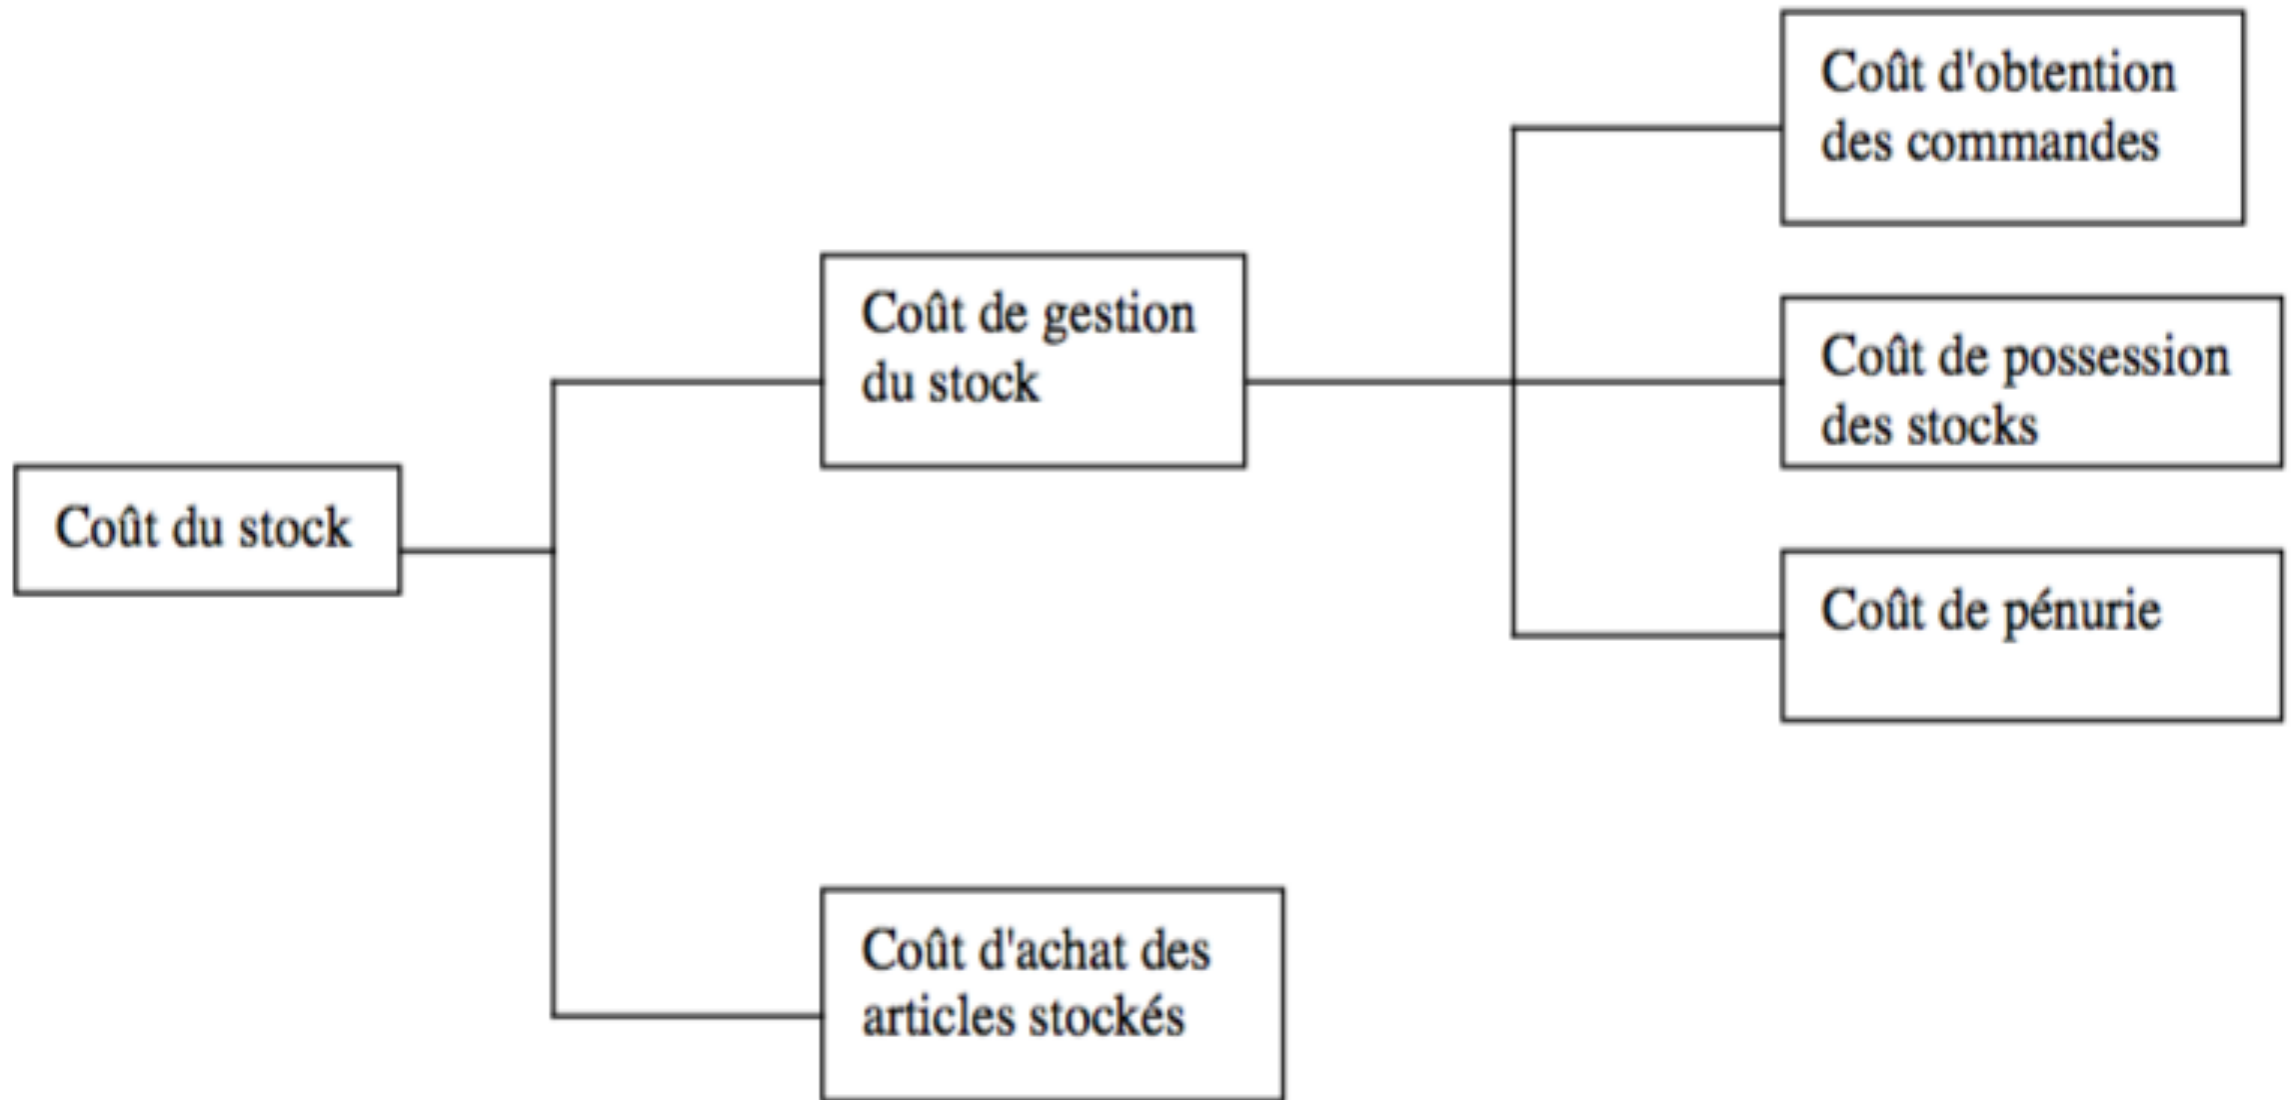 Coût du stock
Coût de gestion
du stock
Coût d'achat des
articles stockés
Coût d'obtention
des commandes
Coût de possession
des stocks
Coût de pénurie